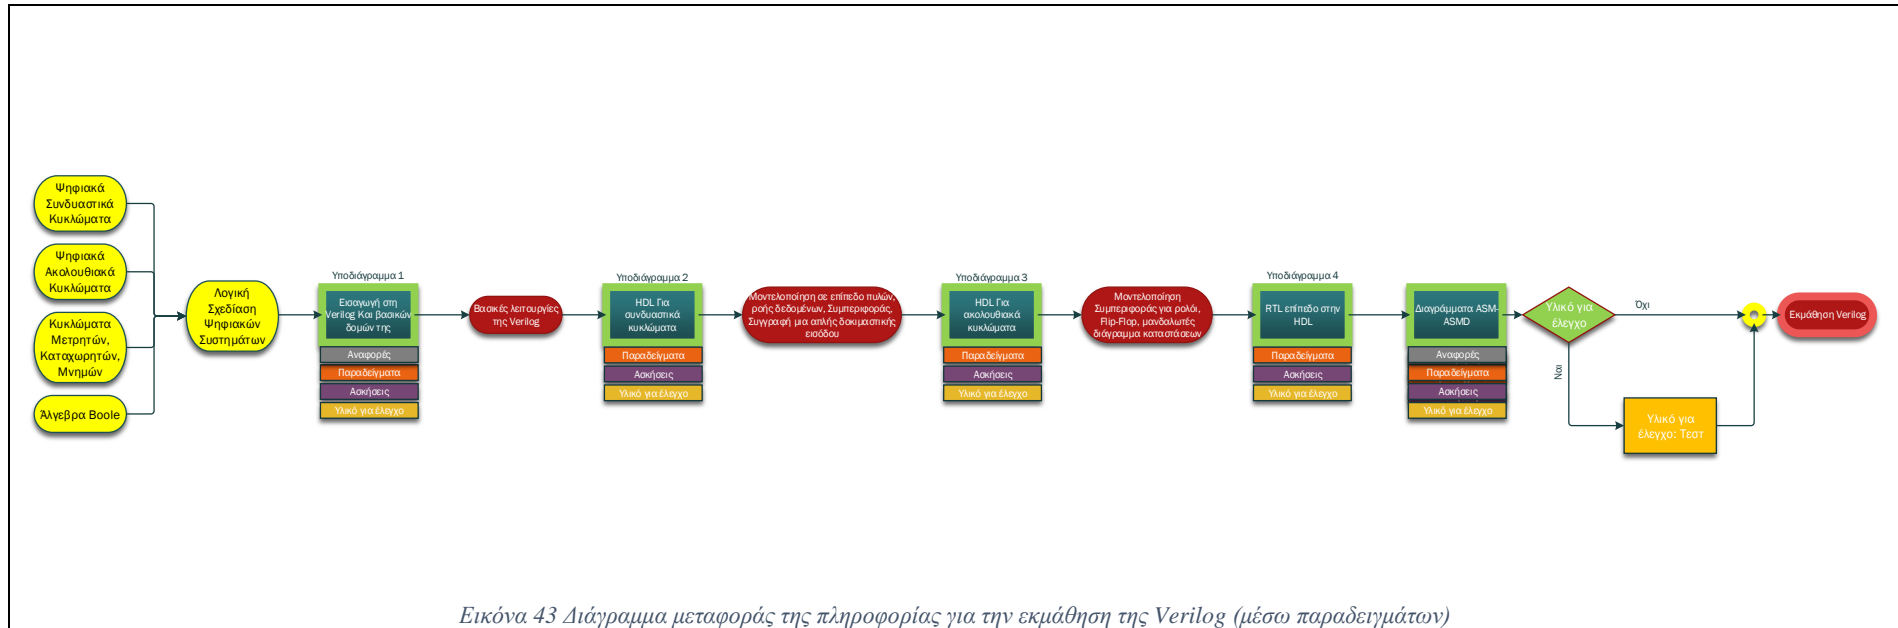 Ψηφιακά
Συνδυαστικά
Κυκλώματα
Ψηφιακά
Ακολουθιακά
Κυκλώματα
Κυκλώματα
Μετρητών,
Καταχωρητών,
Μνημών
Άλγεβρα Boole
Λογική
Σχεδίαση
Ψηφιακών
Συστημάτων
Υποδιάγραμμα 1
Εισαγωγή στη
Verilog Και βασικών
δομών της
Αναφορές
Παραδείγματα
Ασκήσεις
Υλικό για έλεγχο
Βασικές λειτουργίες
της Verilog
Υποδιάγραμμα 2
HDL Για
συνδυαστικά
κυκλώματα
Παραδείγματα
Ασκήσεις
Υλικό για έλεγχο
Μοντελοποίηση σε επίπεδο πυλών,
ροής δεδομένων, Συμπεριφοράς,
Συγραφή μια απλής δοκιμαστικής
εισόδου
Υποδιάγραμμα 3
HDL Για
ακολουθιακά
κυκλώματα
Παραδείγματα
Ασκήσεις
Υλικό για έλεγχο
Μοντελοποίηση
Συμπεριφοράς για ρολόι,
Flip-Flop, μανδαλωτές
διάγραμμα καταστάσεων
Υποδιάγραμμα 4
RTL επίπεδο στην
HDL
Παραδείγματα
Ασκήσεις
Υλικό για έλεγχο
Διαγράμματα ASM-
ASMD
Αναφορές
Παραδείγματα
Ασκήσεις
Υλικό για έλεγχο
Υλικό για
έλεγχο
Όχι
Ναι
Υλικό για
έλεγχο: Τεστ
Εκμάθηση Verilog
Εικόνα 43 Διάγραμμα μεταφοράς της πληροφορίας για την εκμάθηση της Verilog (μέσω παραδειγμάτων)